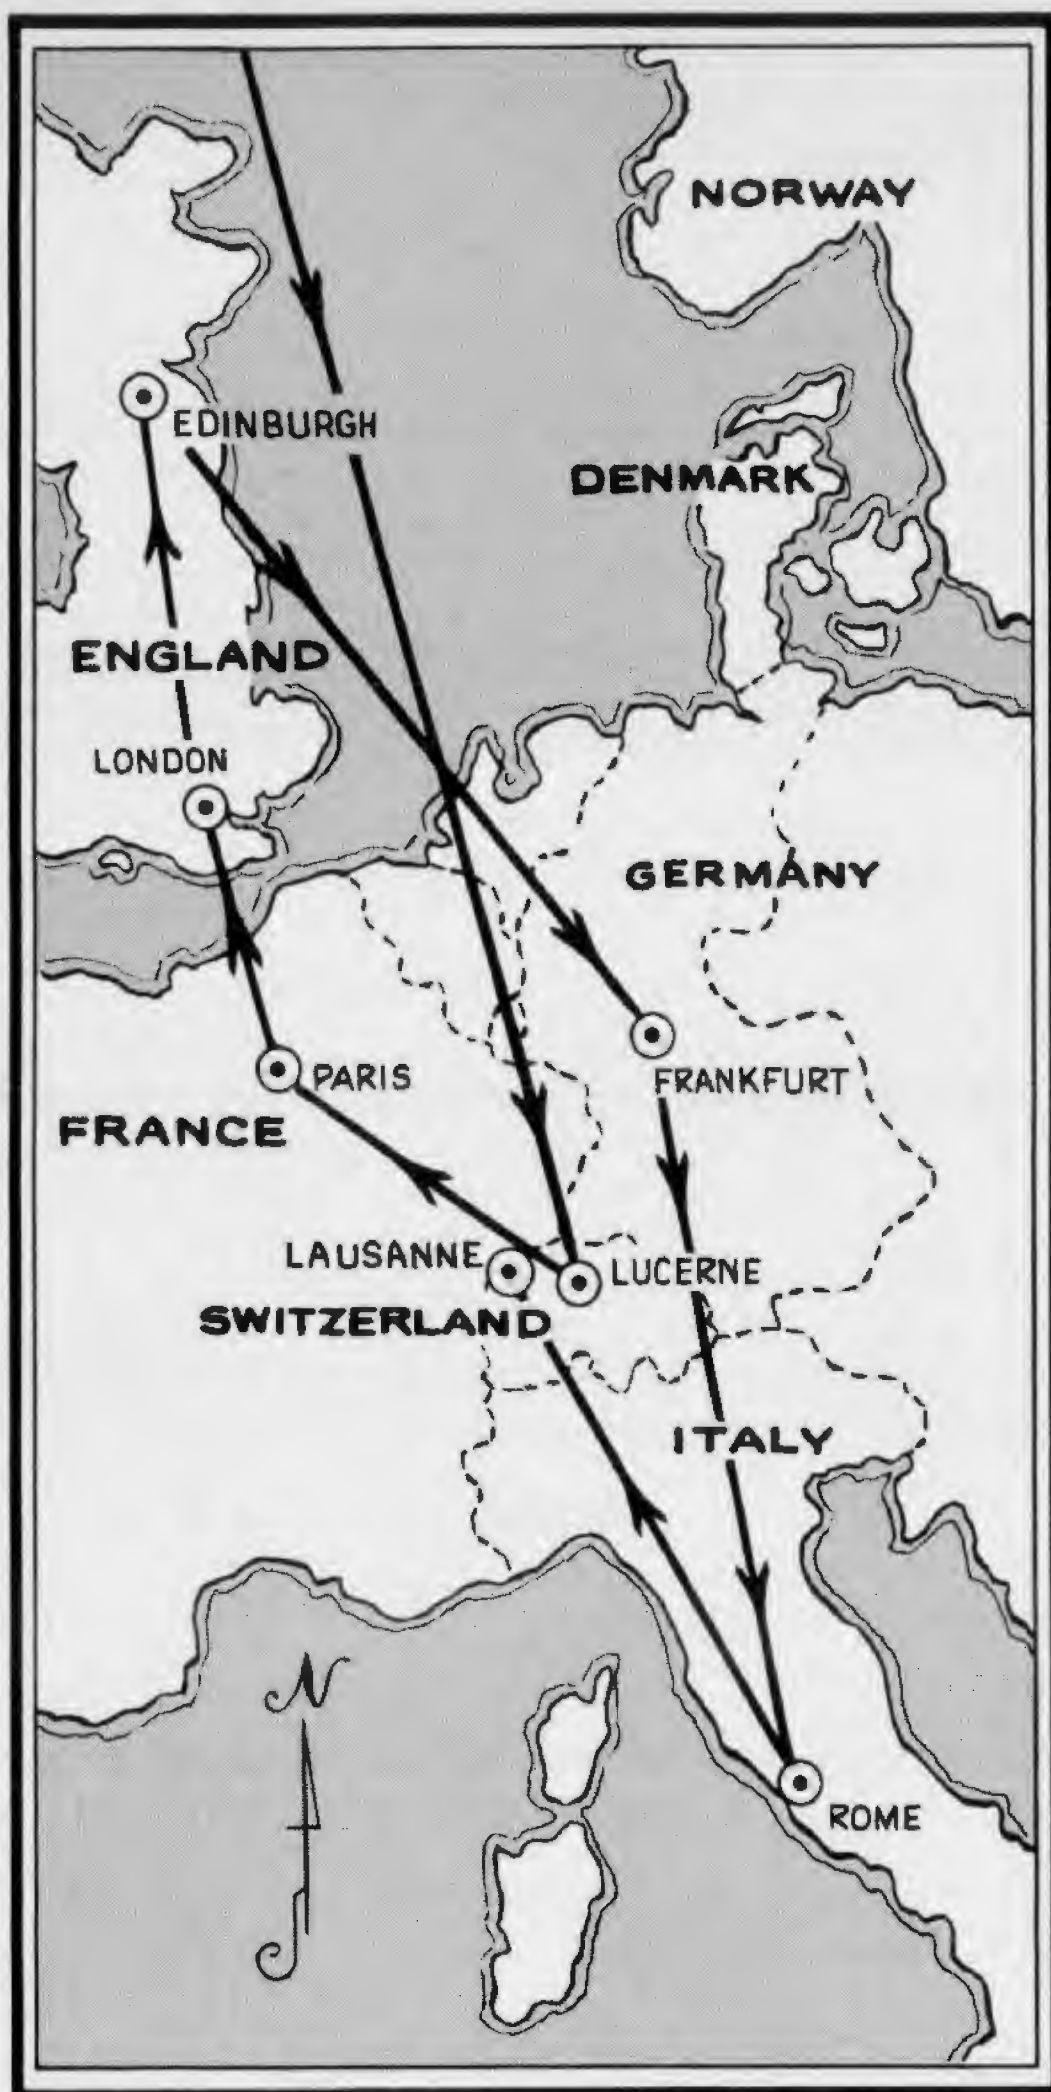 NORWAY
EDINBURGH
DENMARK
ENGLAND
LONDON
GERMANY
FRANKFURT
PARIS
FRANCE
LAUSANNE
LUCERNE
SWITZERLAND
ITALY
N
ROME